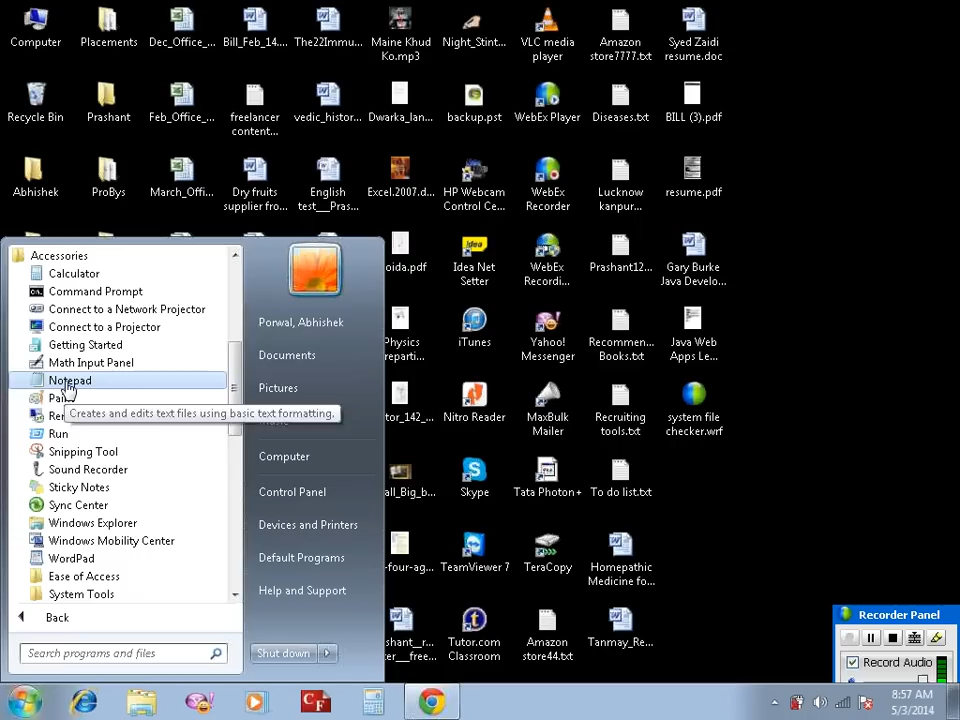 Computer
Placements
Dec_Office_...
Bill_Feb_14....
The22Immu...
Maine Khud
Ko.mp3
Night_Stint...
VLC media
player
Amazon
store7777.txt
Syed Zaidi
resume.doc
Recycle Bin
Prashant
Feb_Office_...
freelancer
conten...
vedic_histor...
Dwarka_lan...
backup.pst
WebEx Player
Diseases.txt
BILL (3).pdf
Abhishek
ProBys
March_Offi...
Dry fruits
supplier fro...
English
test___Pras...
Excel.2007.d...
HP Webcam
Control Ce...
WebEx
Recorder
Lucknow
kanpur...
resume.pdf
oida.pdf
Idea Net
Setter
WebEx
Recordi...
Prashant12...
Gary Burke
Java Develo...
Physics
reparti...
iTunes
Yahoo!
Messenger
Recommen...
Books.txt
Java Web
Apps Le...
tor_142_...
Nitro Reader
MaxBulk
Mailer
Recruiting
tools.txt
system file
checker.wrf
all_Big_b...
Skype
Tata Photon+
To do list.txt
-four-ag...
TeamViewer 7
TeraCopy
Homepathic
Medicine fo...
shant__r...
ter___free...
Tutor.com
Classroom
Amazon
store44.txt
Tanmay_Re...
Accessories
Calculator
Command Prompt
Connect to a Network Projector
Connect to a Projector
Getting Started
Math Input Panel
Notepad
Creates and edits text files using basic text formatting.
Run
Snipping Tool
Sound Recorder
Sticky Notes
Sync Center
Windows Explorer
Windows Mobility Center
WordPad
Ease of Access
System Tools
Back
Search programs and files
Porwal, Abhishek
Documents
Pictures
Computer
Control Panel
Devices and Printers
Default Programs
Help and Support
Shut down
Recorder Panel
Record Audio
8:57 AM
5/3/2014